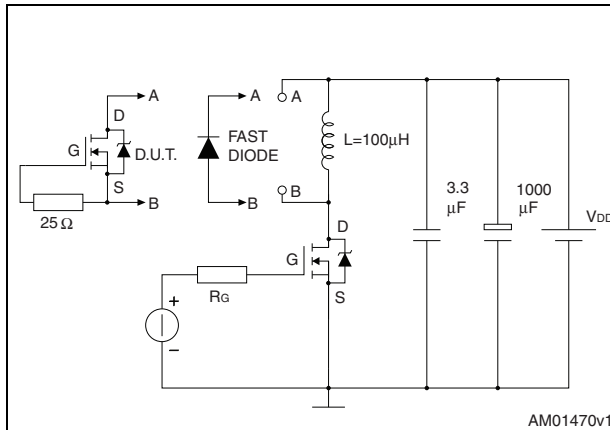 A
D
G
D.U.T.
S
B
25 Ω
A
FAST
DIODE
B
A
B
L=100µH
D
G
S
RG
+
–
3.3
µF
1000
µF
VDD
AM01470v1